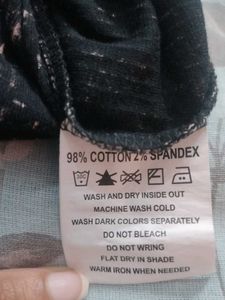 98% COTTON 2% SPANDEX
WASH AND DRY INSIDE OUT
MACHINE WASH COLD
WASH DARK COLORS SEPARATELY
DO NOT BLEACH
DO NOT WRING
FLAT DRY IN SHADE
WARM IRON WHEN NEEDED